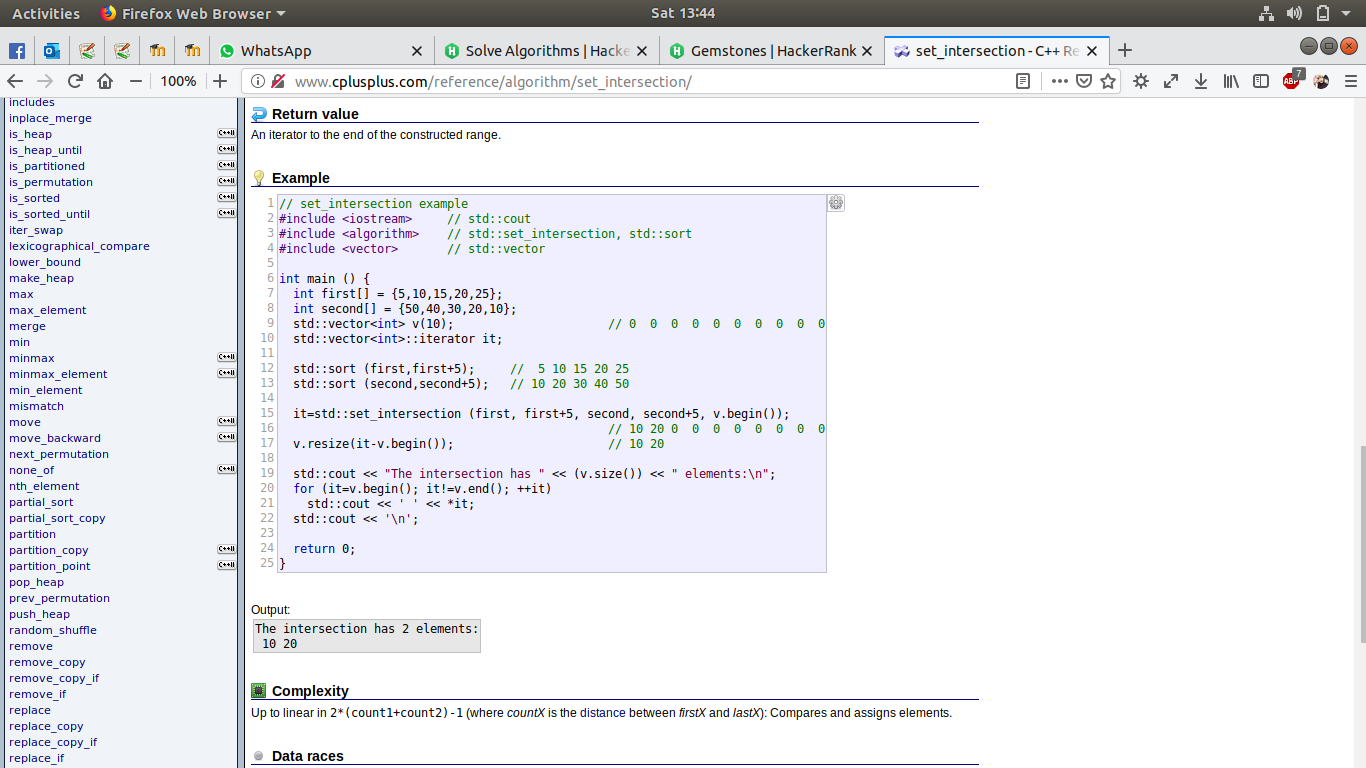 Activities Firefox Web Browser Sat 13:44
WhatsApp Solve Algorithms | Hacke Gemstones | HackerRank set_intersection - C++ Re
100% www.cplusplus.com/reference/algorithm/set_intersection/ ABP 7
includes
inplace_merge
is_heap C++11
is_heap_until C++11
is_partitioned C++11
is_permutation C++11
is_sorted C++11
is_sorted_until C++11
iter_swap
lexicographical_compare
lower_bound
make_heap
max
max_element
merge
min
minmax C++11
minmax_element C++11
min_element
mismatch
move C++11
move_backward C++11
next_permutation
none_of C++11
nth_element
partial_sort
partial_sort_copy
partition
partition_copy C++11
partition_point C++11
pop_heap
prev_permutation
push_heap
random_shuffle
remove
remove_copy
remove_copy_if
remove_if
replace
replace_copy
replace_copy_if
replace_if
Return value
An iterator to the end of the constructed range.
Example
1 // set_intersection example
2 #include <iostream>     // std::cout
3 #include <algorithm>    // std::set_intersection, std::sort
4 #include <vector>       // std::vector
5
6 int main () {
7   int first[] = {5,10,15,20,25};
8   int second[] = {50,40,30,20,10};
9   std::vector<int> v(10);                      // 0  0  0  0  0  0  0  0  0  0
10   std::vector<int>::iterator it;
11
12   std::sort (first,first+5);     //  5 10 15 20 25
13   std::sort (second,second+5);   // 10 20 30 40 50
14
15   it=std::set_intersection (first, first+5, second, second+5, v.begin());
16                                                // 10 20 0  0  0  0  0  0  0  0
17   v.resize(it-v.begin());                      // 10 20
18
19   std::cout << "The intersection has " << (v.size()) << " elements:\n";
20   for (it=v.begin(); it!=v.end(); ++it)
21     std::cout << ' ' << *it;
22   std::cout << '\n';
23
24   return 0;
25 }
Output:
The intersection has 2 elements:
 10 20
Complexity
Up to linear in 2*(count1+count2)-1 (where countX is the distance between firstX and lastX): Compares and assigns elements.
Data races